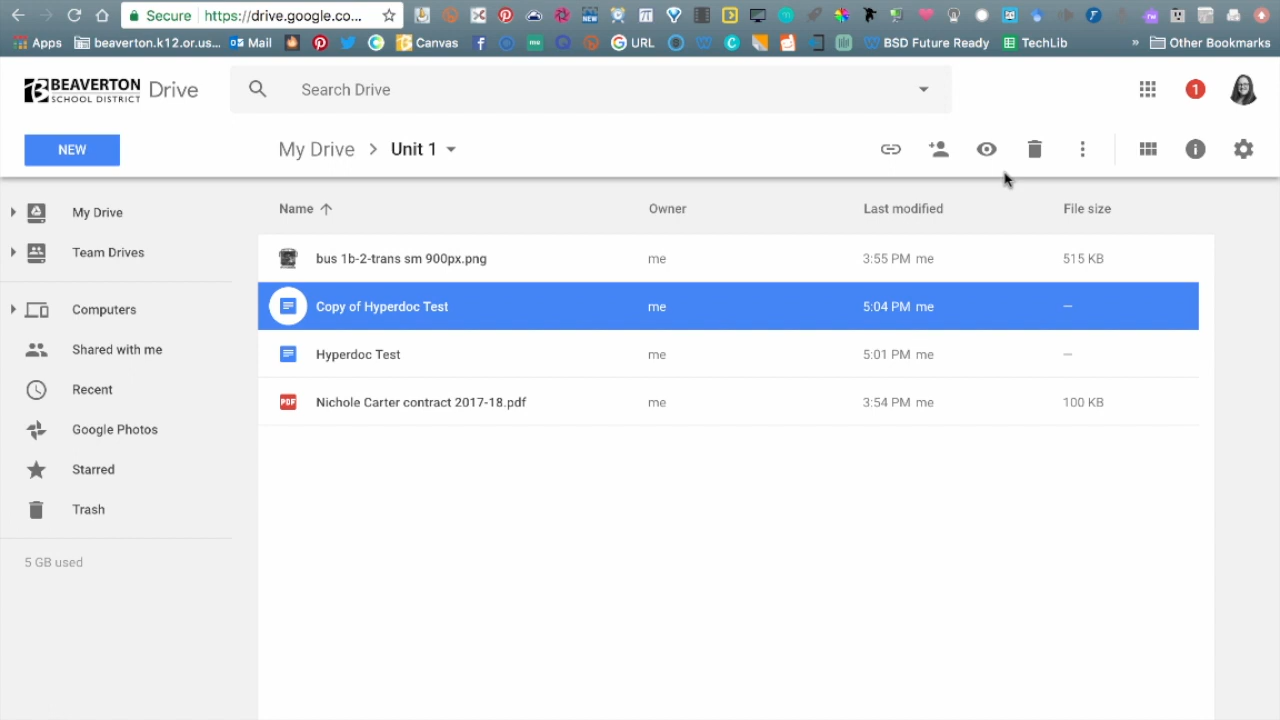 Secure https://drive.google.co...
Apps beaverton.k12.or.us... Mail Canvas URL BSD Future Ready TechLib » Other Bookmarks
BEAVERTON
SCHOOL DISTRICT
Drive
Search Drive
1
NEW
My Drive > Unit 1
My Drive
Team Drives
Computers
Shared with me
Recent
Google Photos
Starred
Trash
5 GB used
Name Owner Last modified File size
bus 1b-2-trans sm 900px.png me 3:55 PM me 515 KB
Copy of Hyperdoc Test me 5:04 PM me —
Hyperdoc Test me 5:01 PM me —
PDF Nichole Carter contract 2017-18.pdf me 3:54 PM me 100 KB